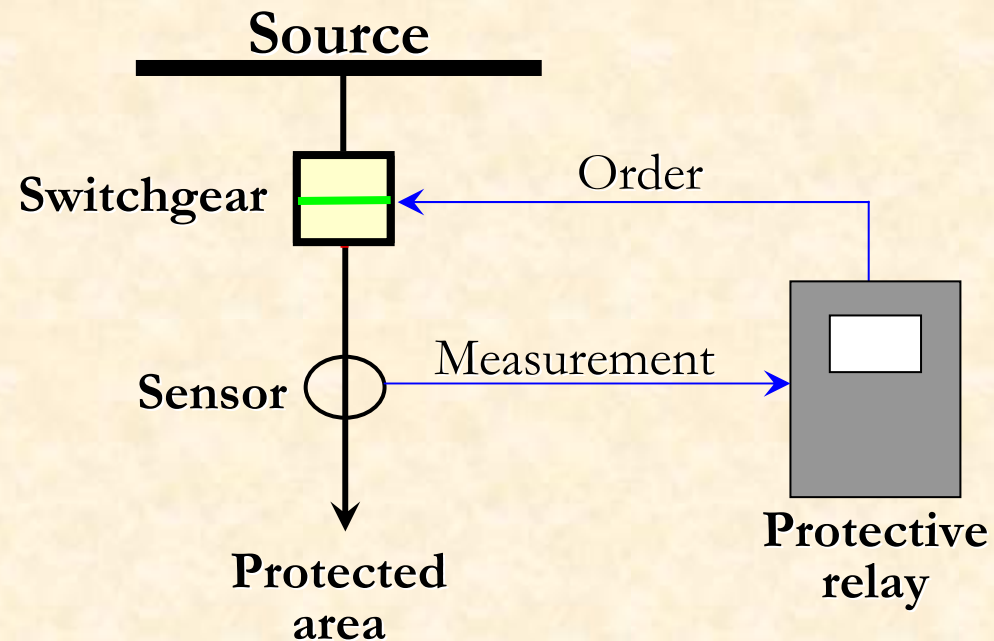 Source
Order
Switchgear
Measurement
Sensor
Protective
relay
Protected
area